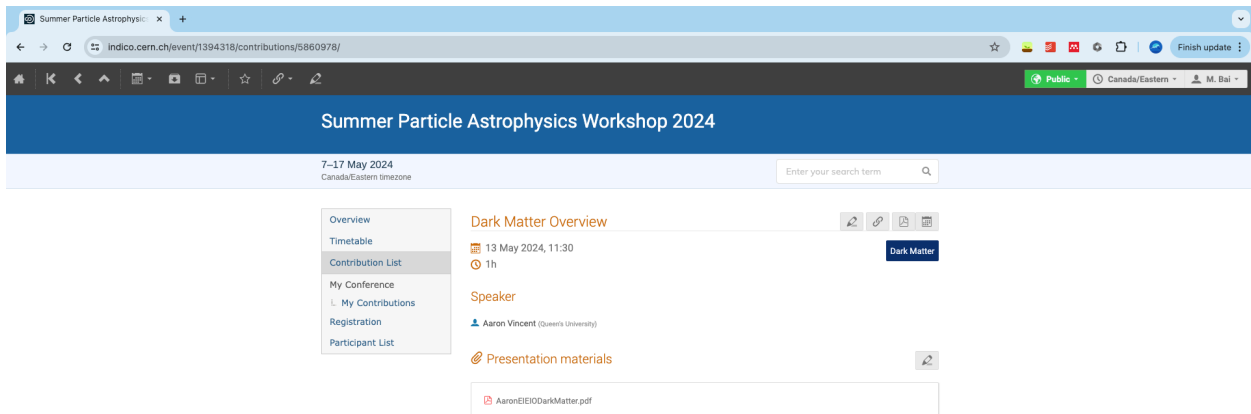 Summer Particle Astrophysics
indico.cern.ch/event/1394318/contributions/5860978/
Finish update
Public
Canada/Eastern
M. Bai
Summer Particle Astrophysics Workshop 2024
7–17 May 2024
Canada/Eastern timezone
Enter your search term
Overview
Timetable
Contribution List
My Conference
My Contributions
Registration
Participant List
Dark Matter Overview
13 May 2024, 11:30
Dark Matter
1h
Speaker
Aaron Vincent (Queen's University)
Presentation materials
AaronEIEIODarkMatter.pdf